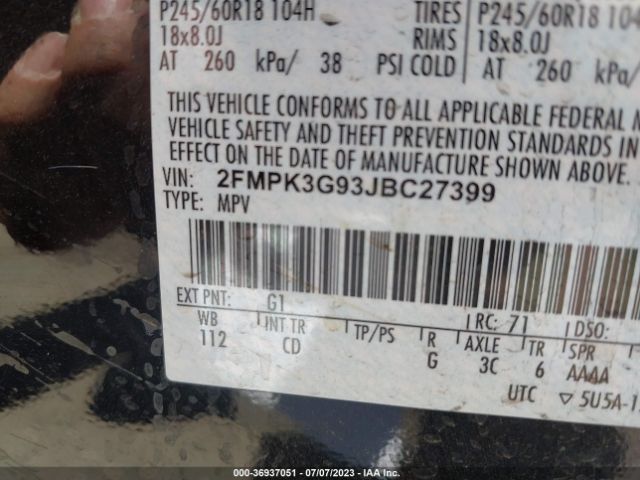 P245/60R18 104H TIRES P245/60R18 104
18x8.0J RIMS 18x8.0J
AT 260 kPa/ 38 PSI COLD AT 260 kPa/
THIS VEHICLE CONFORMS TO ALL APPLICABLE FEDERAL M
VEHICLE SAFETY AND THEFT PREVENTION STANDARDS IN
EFFECT ON THE DATE OF MANUFACTURE SHOWN ABOVE.
VIN: 2FMPK3G93JBC27399
TYPE: MPV
EXT PNT: G1 RC: 71 DSO:
WB INT TR TP/PS R AXLE TR SPR
112 CD G 3C 6 AAAA
UTC ▽ 5U5A-1
000-36937051 - 07/07/2023 - IAA Inc.